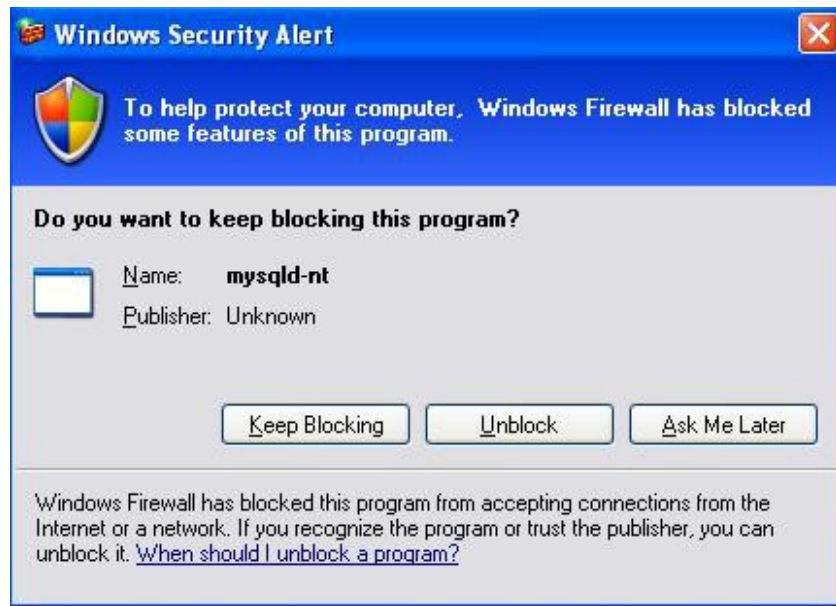 Windows Security Alert
To help protect your computer, Windows Firewall has blocked
some features of this program.
Do you want to keep blocking this program?
Name: mysqld-nt
Publisher: Unknown
Keep Blocking Unblock Ask Me Later
Windows Firewall has blocked this program from accepting connections from the
Internet or a network. If you recognize the program or trust the publisher, you can
unblock it. When should I unblock a program?